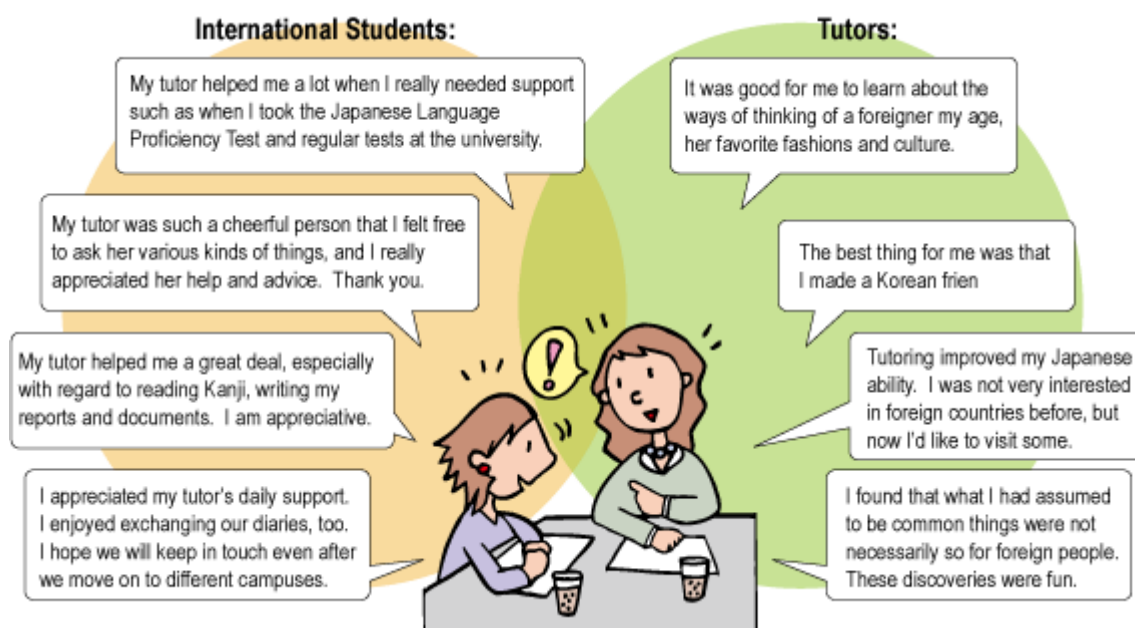 International Students:
My tutor helped me a lot when I really needed support
such as when I took the Japanese Language
Proficiency Test and regular tests at the university.
My tutor was such a cheerful person that I felt free
to ask her various kinds of things, and I really
appreciated her help and advice. Thank you.
My tutor helped me a great deal, especially
with regard to reading Kanji, writing my
reports and documents. I am appreciative.
I appreciated my tutor's daily support.
I enjoyed exchanging our diaries, too.
I hope we will keep in touch even after
we move on to different campuses.
Tutors:
It was good for me to learn about the
ways of thinking of a foreigner my age,
her favorite fashions and culture.
The best thing for me was that
I made a Korean frien
Tutoring improved my Japanese
ability. I was not very interested
in foreign countries before, but
now I'd like to visit some.
I found that what I had assumed
to be common things were not
necessarily so for foreign people.
These discoveries were fun.
!